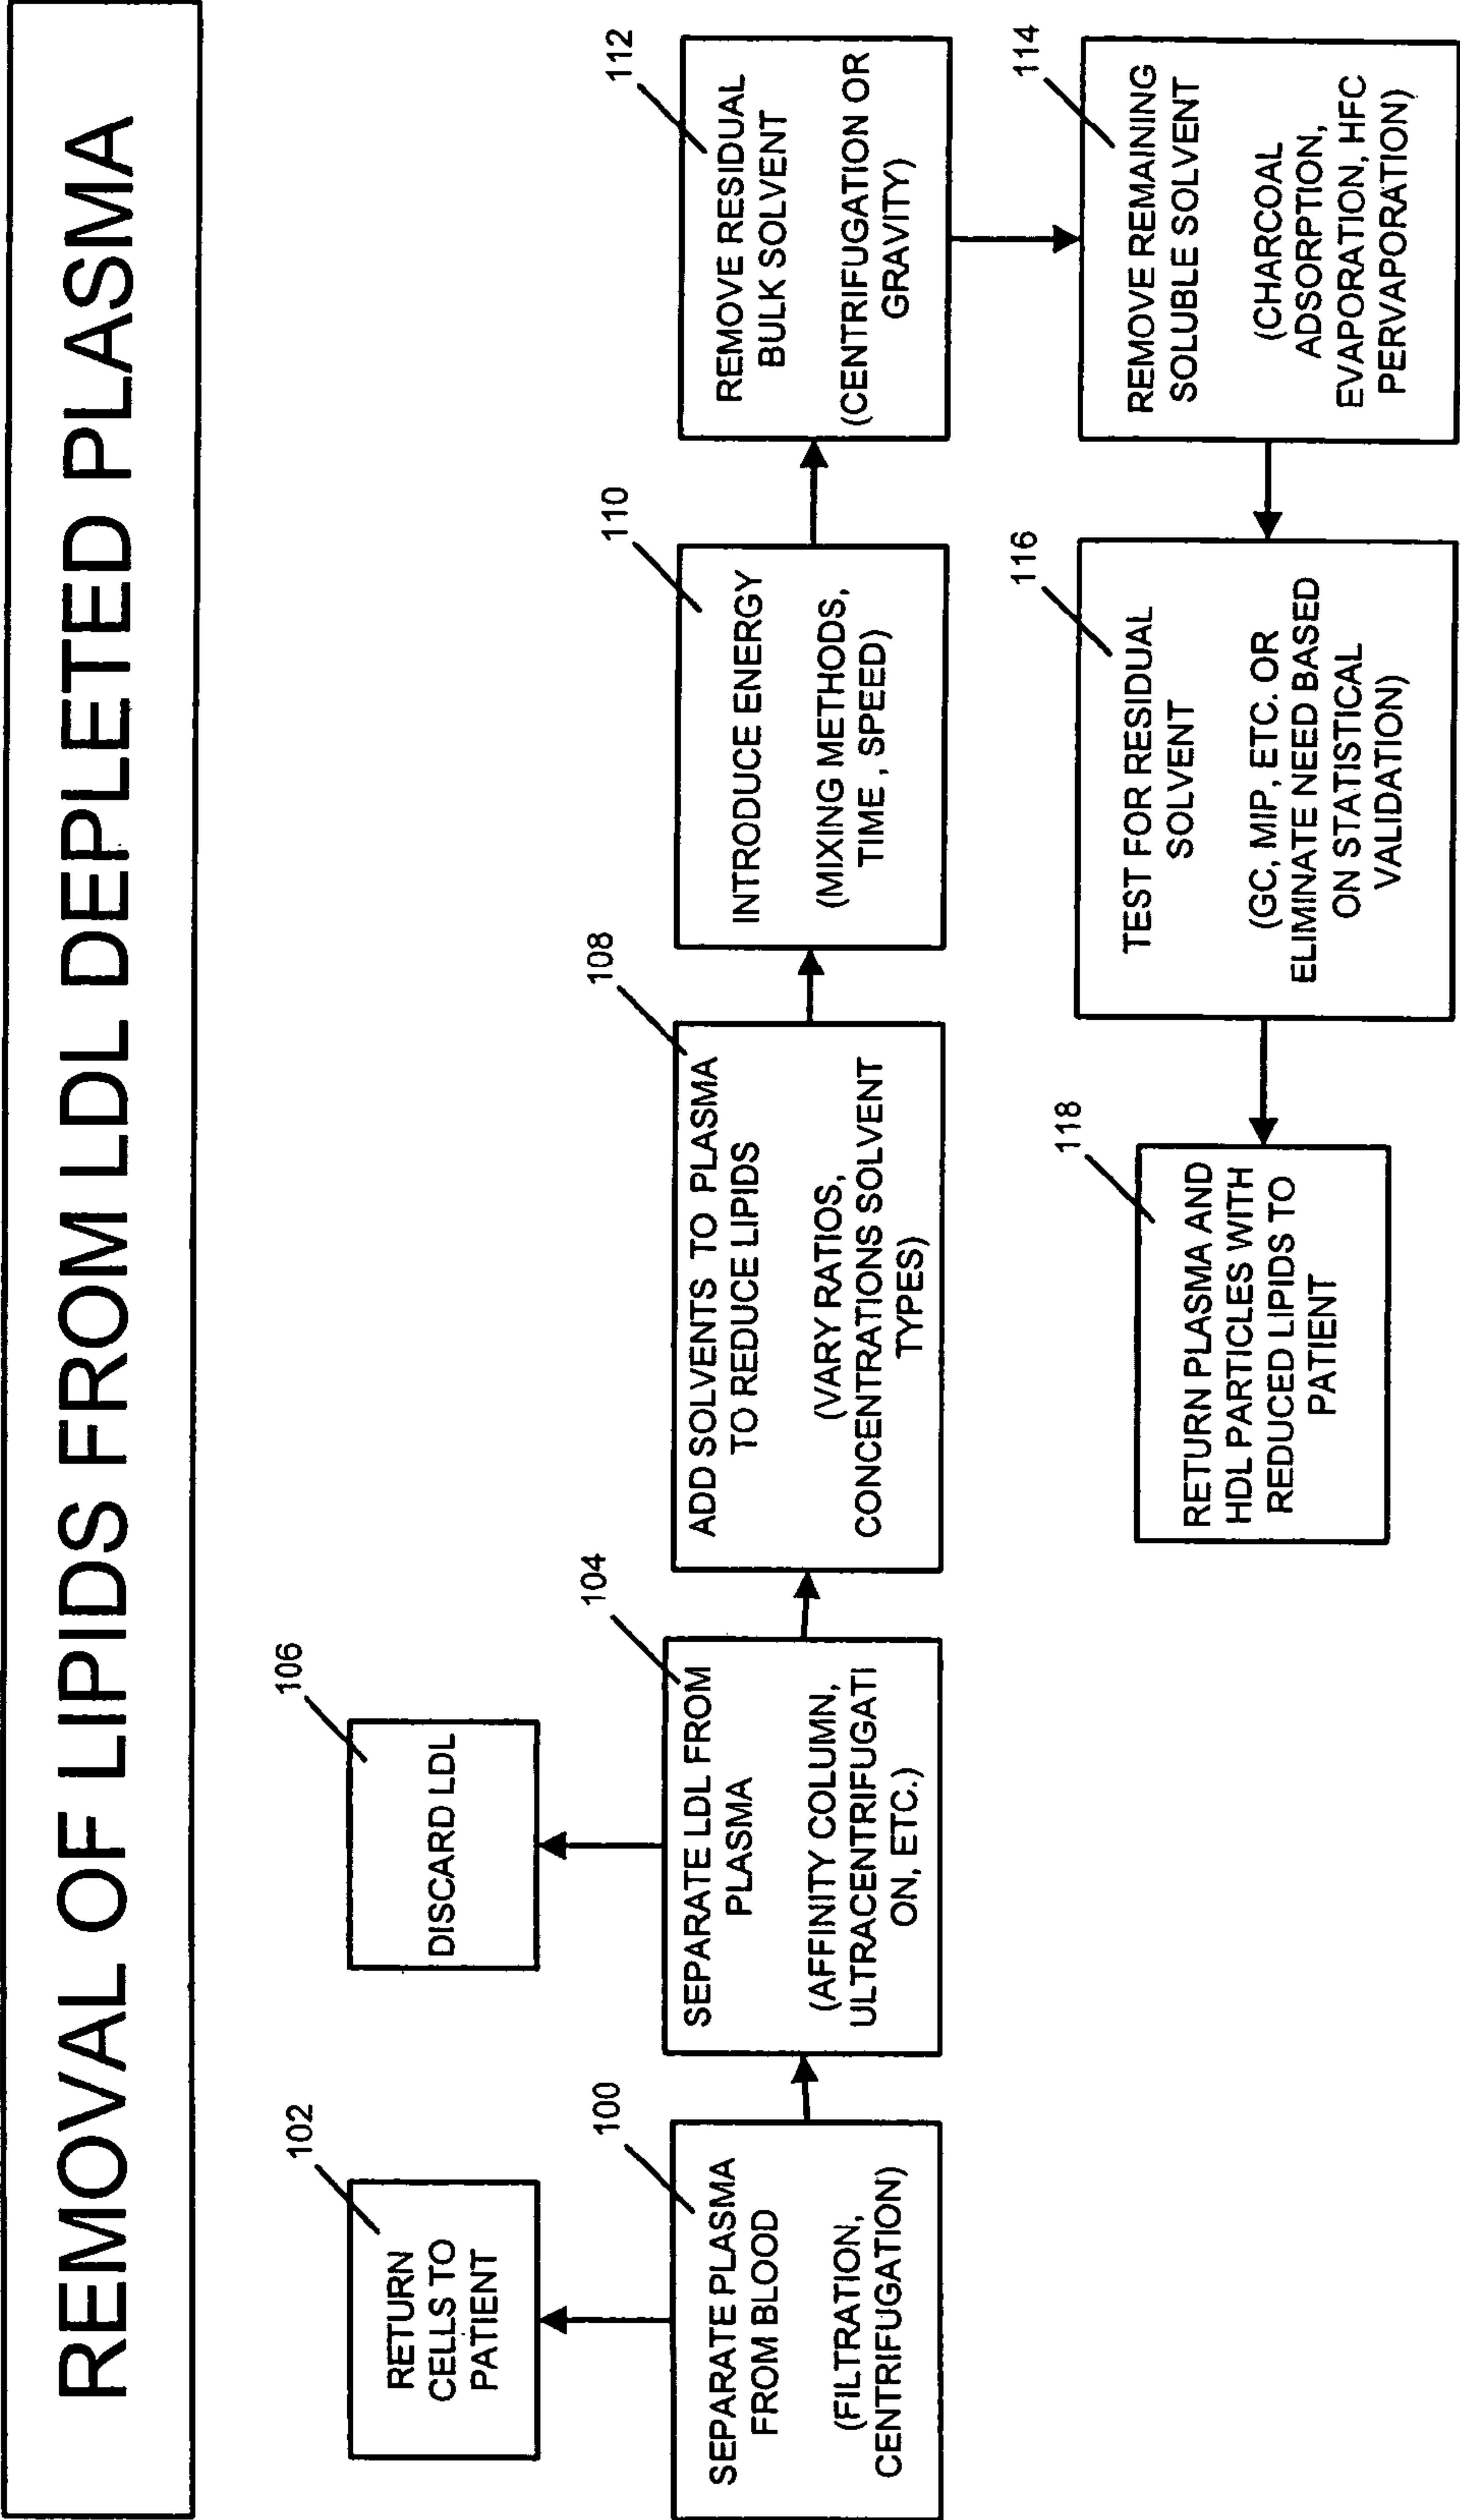 REMOVAL OF LIPIDS FROM LDL DEPLETED PLASMA
102
RETURN
CELLS TO
PATIENT
106
DISCARD LDL
100
SEPARATE PLASMA
FROM BLOOD
(FILTRATION,
CENTRIFUGATION)
104
SEPARATE LDL FROM
PLASMA
(AFFINITY COLUMN,
ULTRACENTRIFUGATI
ON, ETC.)
108
ADD SOLVENTS TO PLASMA
TO REDUCE LIPIDS
(VARY RATIOS,
CONCENTRATIONS SOLVENT
TYPES)
110
INTRODUCE ENERGY
(MIXING METHODS,
TIME , SPEED)
112
REMOVE RESIDUAL
BULK SOLVENT
(CENTRIFUGATION OR
GRAVITY)
114
REMOVE REMAINING
SOLUBLE SOLVENT
(CHARCOAL
ADSORPTION,
EVAPORATION, HFC
PERVAPORATION)
116
TEST FOR RESIDUAL
SOLVENT
(GC, MIP, ETC. OR
ELIMINATE NEED BASED
ON STATISTICAL
VALIDATION)
118
RETURN PLASMA AND
HDL PARTICLES WITH
REDUCED LIPIDS TO
PATIENT